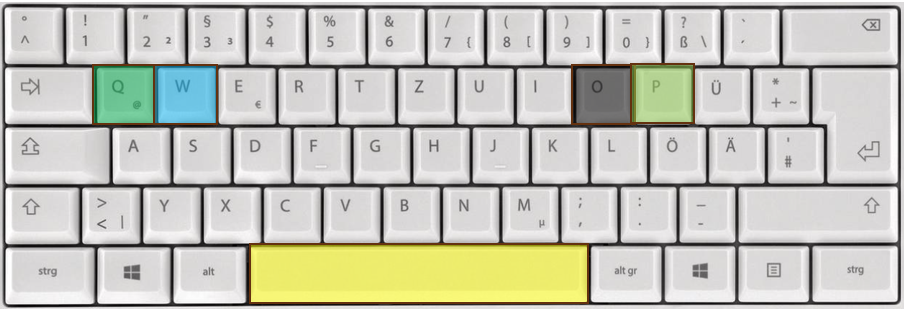 ° ! " § $ % & / ( ) = ? `
^ 1 2 ² 3 ³ 4 5 6 7 { 8 [ 9 ] 0 } ß \ ´
Q @ W E € R T Z U I O P Ü * + ~
A S D F G H J K L Ö Ä ' #
> < | Y X C V B N M µ ; , : . _ -
strg alt alt gr strg